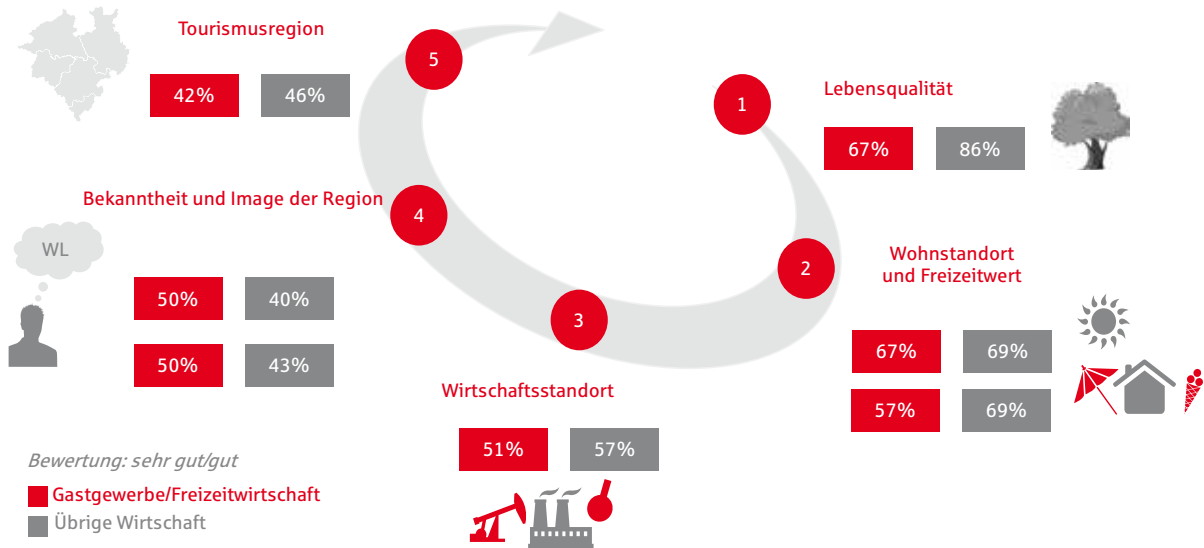 Tourismusregion
42% 46%
5
1
Lebensqualität
67% 86%
Bekanntheit und Image der Region
4
WL
50% 40%
50% 43%
2
Wohnstandort
und Freizeitwert
67% 69%
57% 69%
3
Wirtschaftsstandort
51% 57%
Bewertung: sehr gut/gut
Gastgewerbe/Freizeitwirtschaft
Übrige Wirtschaft